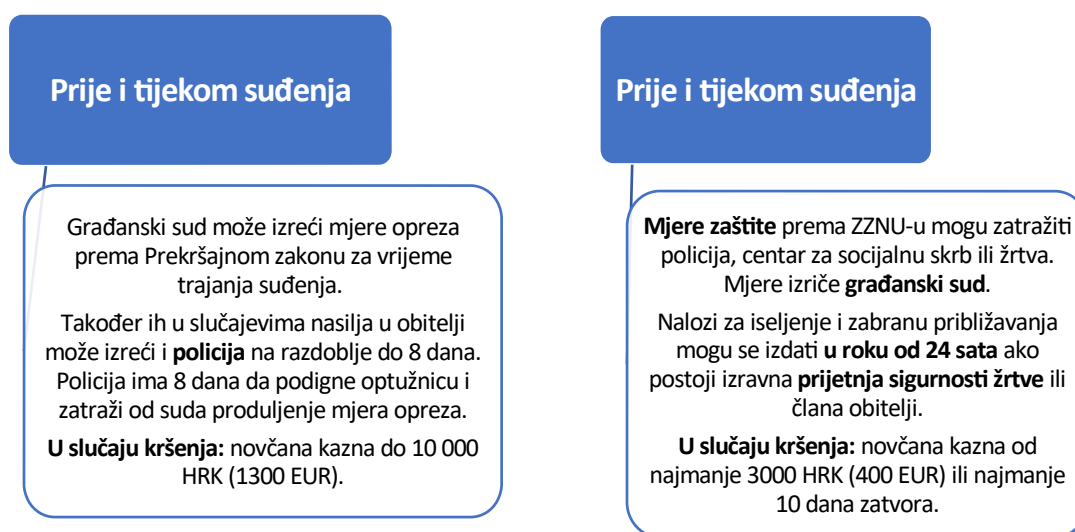 Prije i tijekom suđenja
Građanski sud može izreći mjere opreza
prema Prekršajnom zakonu za vrijeme
trajanja suđenja.
Također ih u slučajevima nasilja u obitelji
može izreći i policija na razdoblje do 8 dana.
Policija ima 8 dana da podigne optužnicu i
zatraži od suda produljenje mjera opreza.
U slučaju kršenja: novčana kazna do 10 000
HRK (1300 EUR).
Prije i tijekom suđenja
Mjere zaštite prema ZZNU-u mogu zatražiti
policija, centar za socijalnu skrb ili žrtva.
Mjere izriče građanski sud.
Nalozi za iseljenje i zabranu približavanja
mogu se izdati u roku od 24 sata ako
postoji izravna prijetnja sigurnosti žrtve ili
člana obitelji.
U slučaju kršenja: novčana kazna od
najmanje 3000 HRK (400 EUR) ili najmanje
10 dana zatvora.